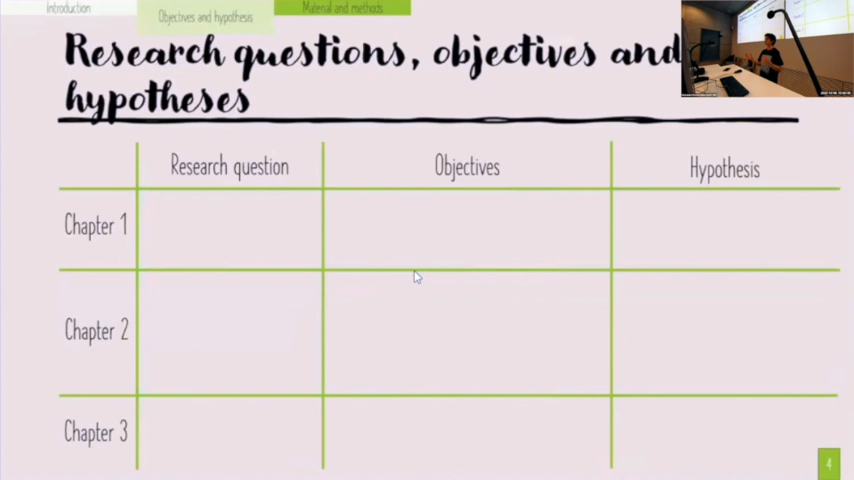 Introduction
Objectives and hypothesis
Material and methods
Research questions, objectives and
hypotheses
Research question
Objectives
Hypothesis
Chapter 1
Chapter 2
Chapter 3
4